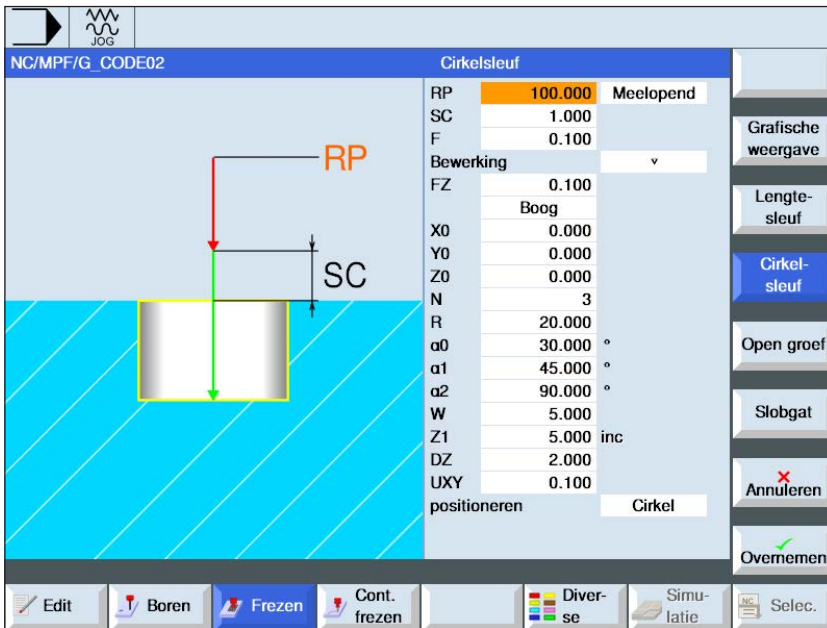 JOG
NC/MPF/G_CODE02
Cirkelsleuf
RP
SC
RP 100.000 Meelopend
SC 1.000
F 0.100
Bewerking ▿
FZ 0.100
Boog
X0 0.000
Y0 0.000
Z0 0.000
N 3
R 20.000
α0 30.000 °
α1 45.000 °
α2 90.000 °
W 5.000
Z1 5.000 inc
DZ 2.000
UXY 0.100
positioneren Cirkel
Grafische
weergave
Lengte-
sleuf
Cirkel-
sleuf
Open groef
Slobgat
Annuleren
Overnemen
Edit
Boren
Frezen
Cont.
frezen
Diver-
se
Simu-
latie
NC
Selec.